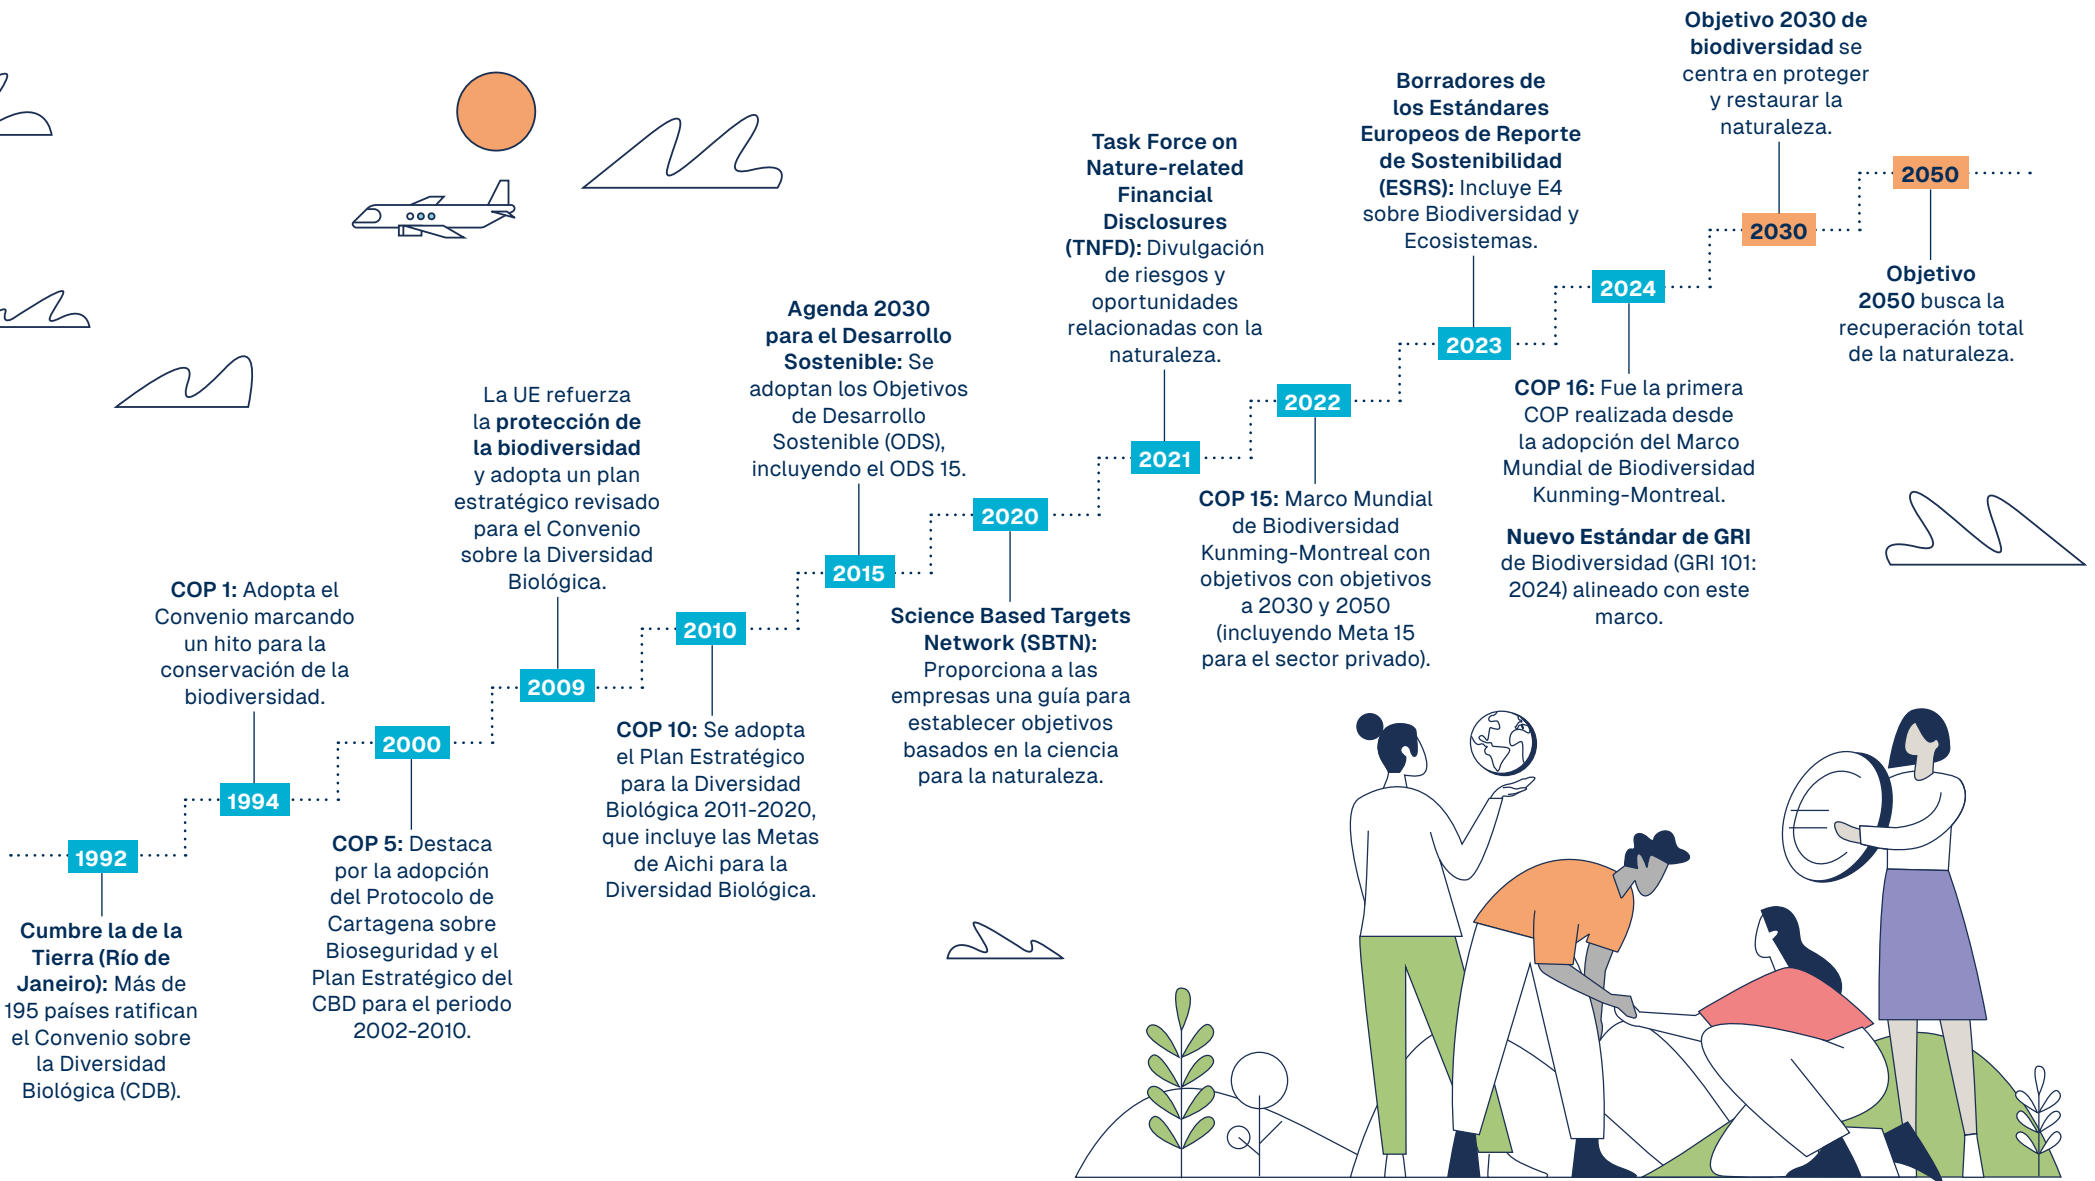 1992
Cumbre la de la
Tierra (Río de
Janeiro): Más de
195 países ratifican
el Convenio sobre
la Diversidad
Biológica (CDB).
COP 1: Adopta el
Convenio marcando
un hito para la
conservación de la
biodiversidad.
1994
2000
COP 5: Destaca
por la adopción
del Protocolo de
Cartagena sobre
Bioseguridad y el
Plan Estratégico del
CBD para el periodo
2002-2010.
La UE refuerza
la protección de
la biodiversidad
y adopta un plan
estratégico revisado
para el Convenio
sobre la Diversidad
Biológica.
2009
2010
COP 10: Se adopta
el Plan Estratégico
para la Diversidad
Biológica 2011-2020,
que incluye las Metas
de Aichi para la
Diversidad Biológica.
Agenda 2030
para el Desarrollo
Sostenible: Se
adoptan los Objetivos
de Desarrollo
Sostenible (ODS),
incluyendo el ODS 15.
2015
2020
Science Based Targets
Network (SBTN):
Proporciona a las
empresas una guía para
establecer objetivos
basados en la ciencia
para la naturaleza.
Task Force on
Nature-related
Financial
Disclosures
(TNFD): Divulgación
de riesgos y
oportunidades
relacionadas con la
naturaleza.
2021
2022
COP 15: Marco Mundial
de Biodiversidad
Kunming-Montreal con
objetivos con objetivos
a 2030 y 2050
(incluyendo Meta 15
para el sector privado).
Borradores de
los Estándares
Europeos de Reporte
de Sostenibilidad
(ESRS): Incluye E4
sobre Biodiversidad y
Ecosistemas.
2023
2024
COP 16: Fue la primera
COP realizada desde
la adopción del Marco
Mundial de Biodiversidad
Kunming-Montreal.
Nuevo Estándar de GRI
de Biodiversidad (GRI 101:
2024) alineado con este
marco.
Objetivo 2030 de
biodiversidad se
centra en proteger
y restaurar la
naturaleza.
2030
2050
Objetivo
2050 busca la
recuperación total
de la naturaleza.